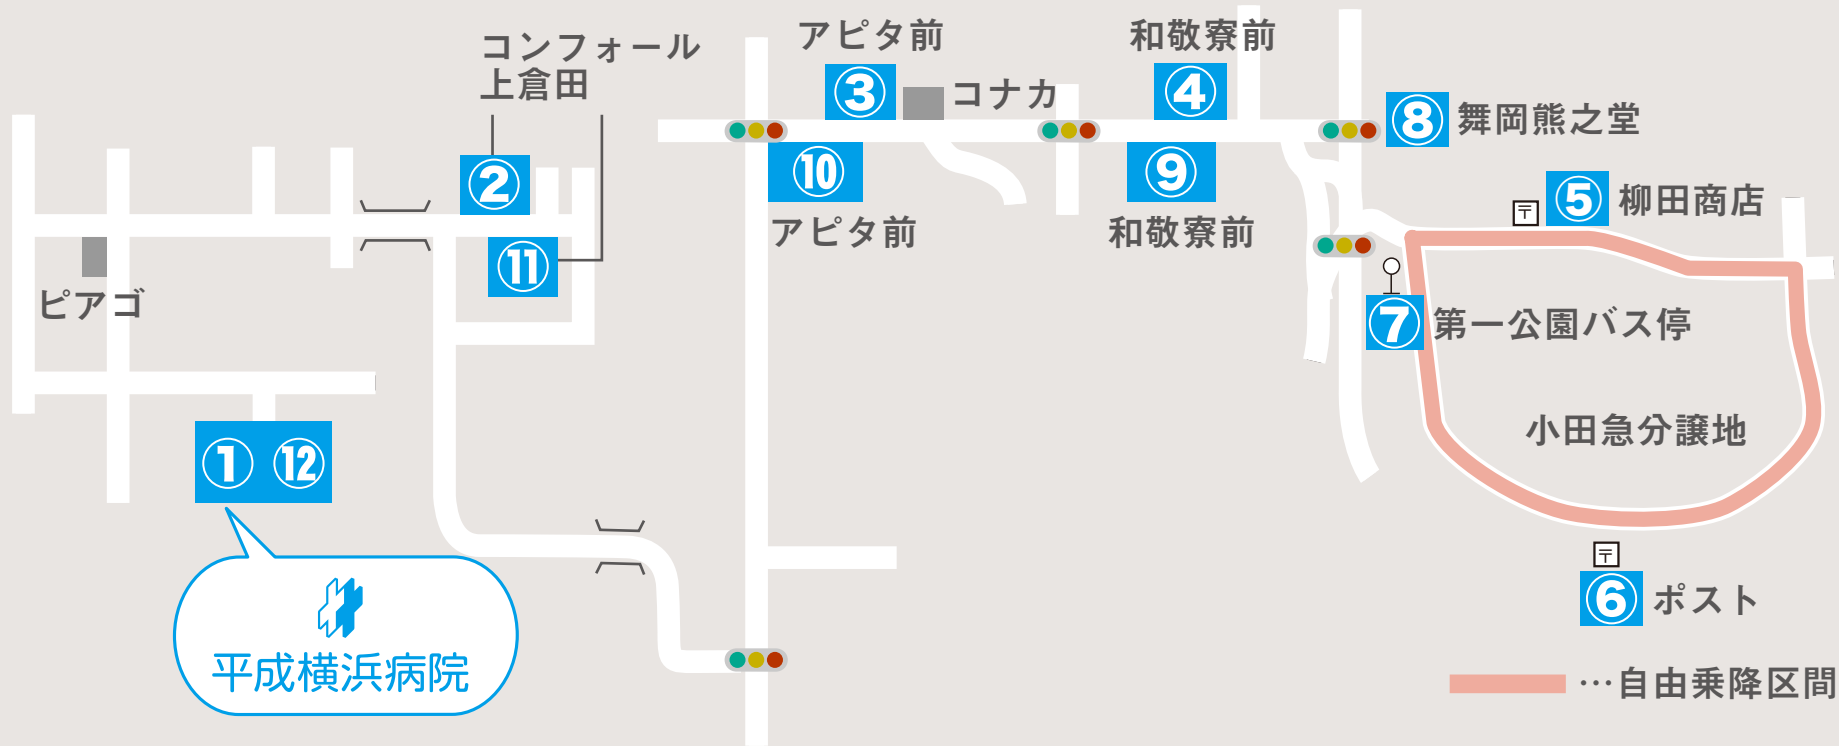 コンフォール
上倉田
アピタ前
和敬寮前
③
コナカ
④
⑧ 舞岡熊之堂
②
⑩
⑨
〒
⑤ 柳田商店
アピタ前
和敬寮前
⑪
ピアゴ
⑦ 第一公園バス停
小田急分譲地
① ⑫
〒
⑥ ポスト
平成横浜病院
…自由乗降区間